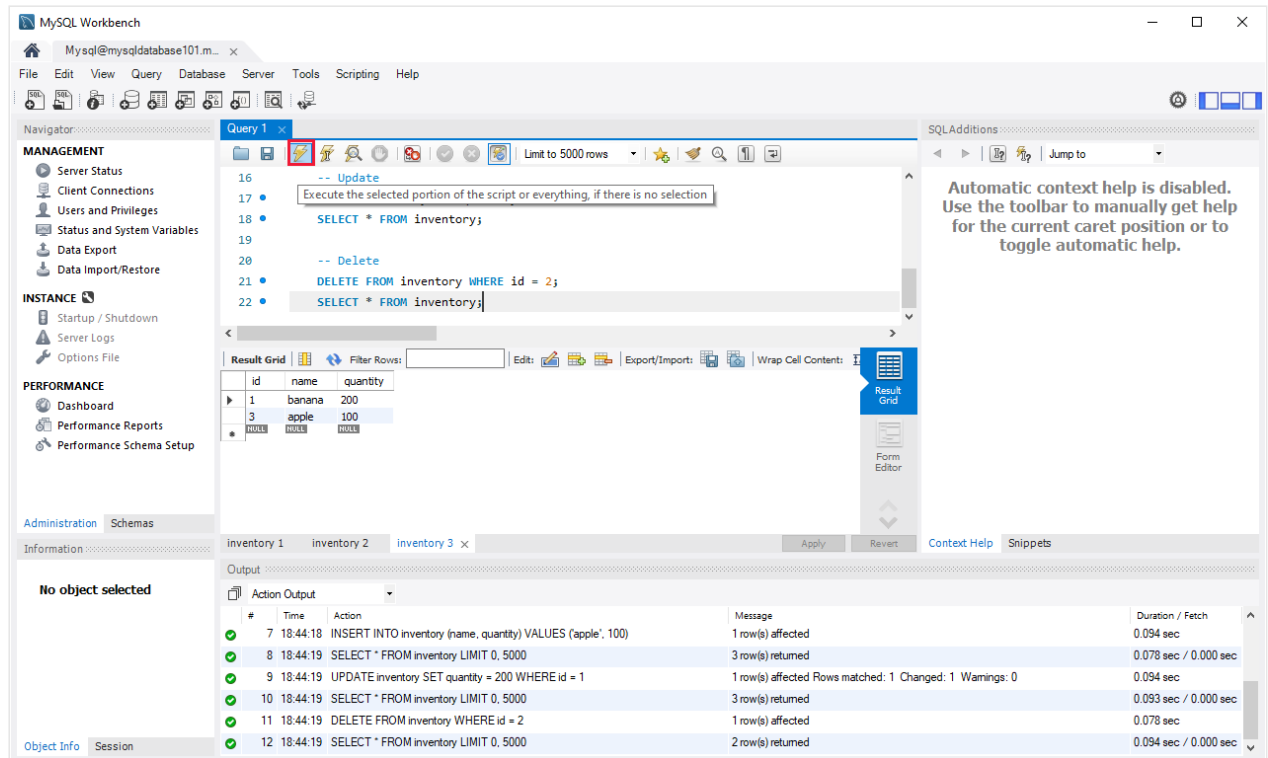 MySQL Workbench
Mysql@mysqldatabase101.m...
File Edit View Query Database Server Tools Scripting Help
Navigator
MANAGEMENT
Server Status
Client Connections
Users and Privileges
Status and System Variables
Data Export
Data Import/Restore
INSTANCE
Startup / Shutdown
Server Logs
Options File
PERFORMANCE
Dashboard
Performance Reports
Performance Schema Setup
Administration Schemas
Information
No object selected
Object Info Session
Query 1
Limit to 5000 rows
16 -- Update
17
Execute the selected portion of the script or everything, if there is no selection
18 SELECT * FROM inventory;
19
20 -- Delete
21 DELETE FROM inventory WHERE id = 2;
22 SELECT * FROM inventory;
Result Grid Filter Rows: Edit: Export/Import: Wrap Cell Content:
id name quantity
1 banana 200
3 apple 100
NULL NULL NULL
Result Grid
Form Editor
inventory 1 inventory 2 inventory 3 Apply Revert
SQLAdditions
Jump to
Automatic context help is disabled.
Use the toolbar to manually get help
for the current caret position or to
toggle automatic help.
Context Help Snippets
Output
Action Output
# Time Action Message Duration / Fetch
7 18:44:18 INSERT INTO inventory (name, quantity) VALUES ('apple', 100) 1 row(s) affected 0.094 sec
8 18:44:19 SELECT * FROM inventory LIMIT 0, 5000 3 row(s) returned 0.078 sec / 0.000 sec
9 18:44:19 UPDATE inventory SET quantity = 200 WHERE id = 1 1 row(s) affected Rows matched: 1 Changed: 1 Warnings: 0 0.094 sec
10 18:44:19 SELECT * FROM inventory LIMIT 0, 5000 3 row(s) returned 0.093 sec / 0.000 sec
11 18:44:19 DELETE FROM inventory WHERE id = 2 1 row(s) affected 0.078 sec
12 18:44:19 SELECT * FROM inventory LIMIT 0, 5000 2 row(s) returned 0.094 sec / 0.000 sec